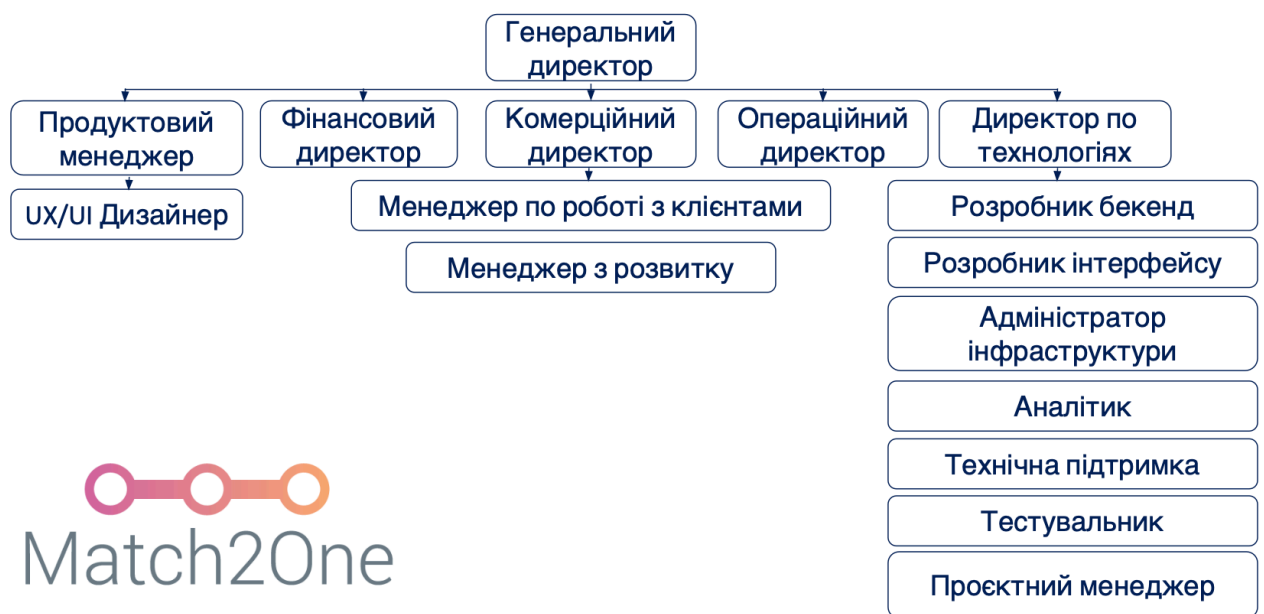 Генеральний
директор
Продуктовий
менеджер
Фінансовий
директор
Комерційний
директор
Операційний
директор
Директор по
технологіях
UX/UI Дизайнер
Менеджер по роботі з клієнтами
Менеджер з розвитку
Розробник бекенд
Розробник інтерфейсу
Адміністратор
інфраструктури
Аналітик
Технічна підтримка
Тестувальник
Проєктний менеджер
Match2One